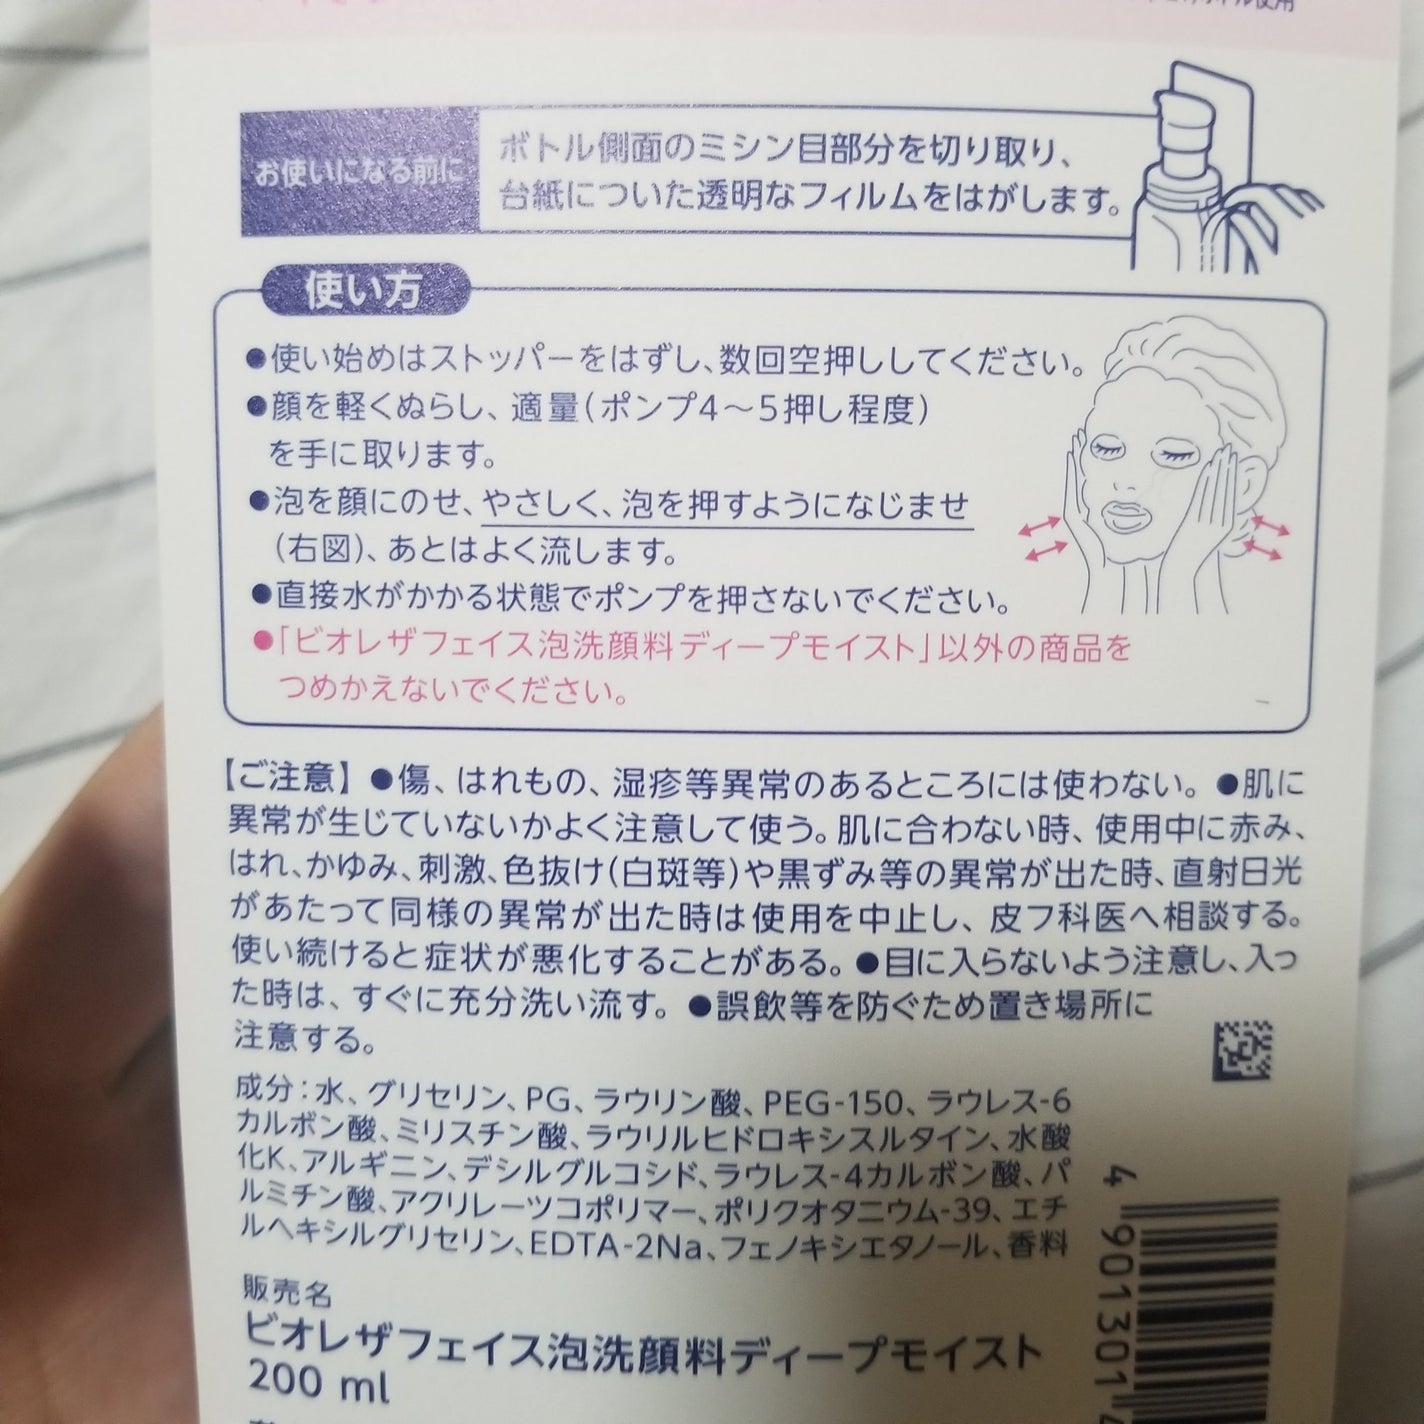 お使いになる前に
ボトル側面のミシン目部分を切り取り、
台紙についた透明なフィルムをはがします。
使い方
●使い始めはストッパーをはずし、数回空押ししてください。
●顔を軽くぬらし、適量(ポンプ4～5押し程度)
を手に取ります。
●泡を顔にのせ、やさしく、泡を押すようになじませ
(右図)、あとはよく流します。
●直接水がかかる状態でポンプを押さないでください。
●「ビオレザフェイス泡洗顔料ディープモイスト」以外の商品を
つめかえないでください。
【ご注意】●傷、はれもの、湿疹等異常のあるところには使わない。●肌に
異常が生じていないかよく注意して使う。肌に合わない時、使用中に赤み、
はれ、かゆみ、刺激、色抜け(白斑等)や黒ずみ等の異常が出た時、直射日光
があたって同様の異常が出た時は使用を中止し、皮フ科医へ相談する。
使い続けると症状が悪化することがある。●目に入らないよう注意し、入っ
た時は、すぐに充分洗い流す。●誤飲等を防ぐため置き場所に
注意する。
成分:水、グリセリン、PG、ラウリン酸、PEG-150、ラウレス-6
カルボン酸、ミリスチン酸、ラウリルヒドロキシスルタイン、水酸
化K、アルギニン、デシルグルコシド、ラウレス-4カルボン酸、パ
ルミチン酸、アクリレーツコポリマー、ポリクオタニウム-39、エチ
ルヘキシルグリセリン、EDTA-2Na、フェノキシエタノール、香料
販売名
ビオレザフェイス泡洗顔料ディープモイスト
200 ml
4 901301